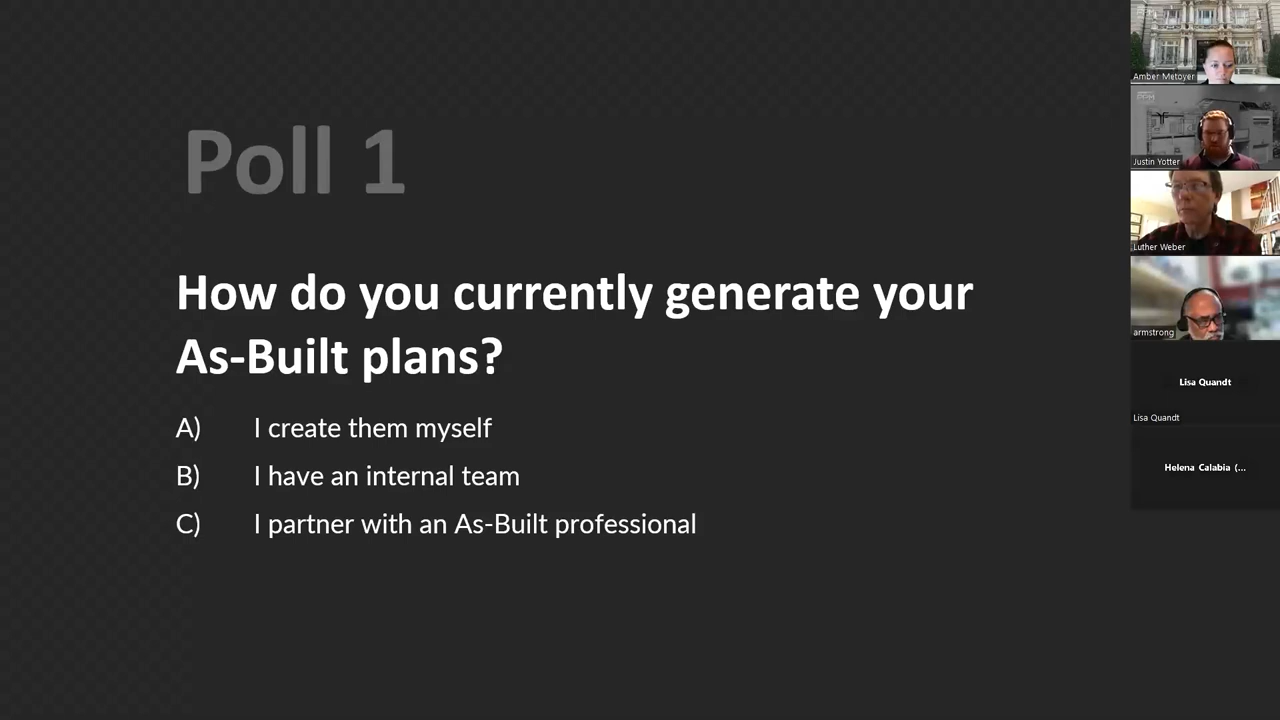 Poll 1
How do you currently generate your
As-Built plans?
A) I create them myself
B) I have an internal team
C) I partner with an As-Built professional
Amber Metoyer
Justin Yotter
Luther Weber
armstrong
Lisa Quandt
Lisa Quandt
Helena Calabia (...